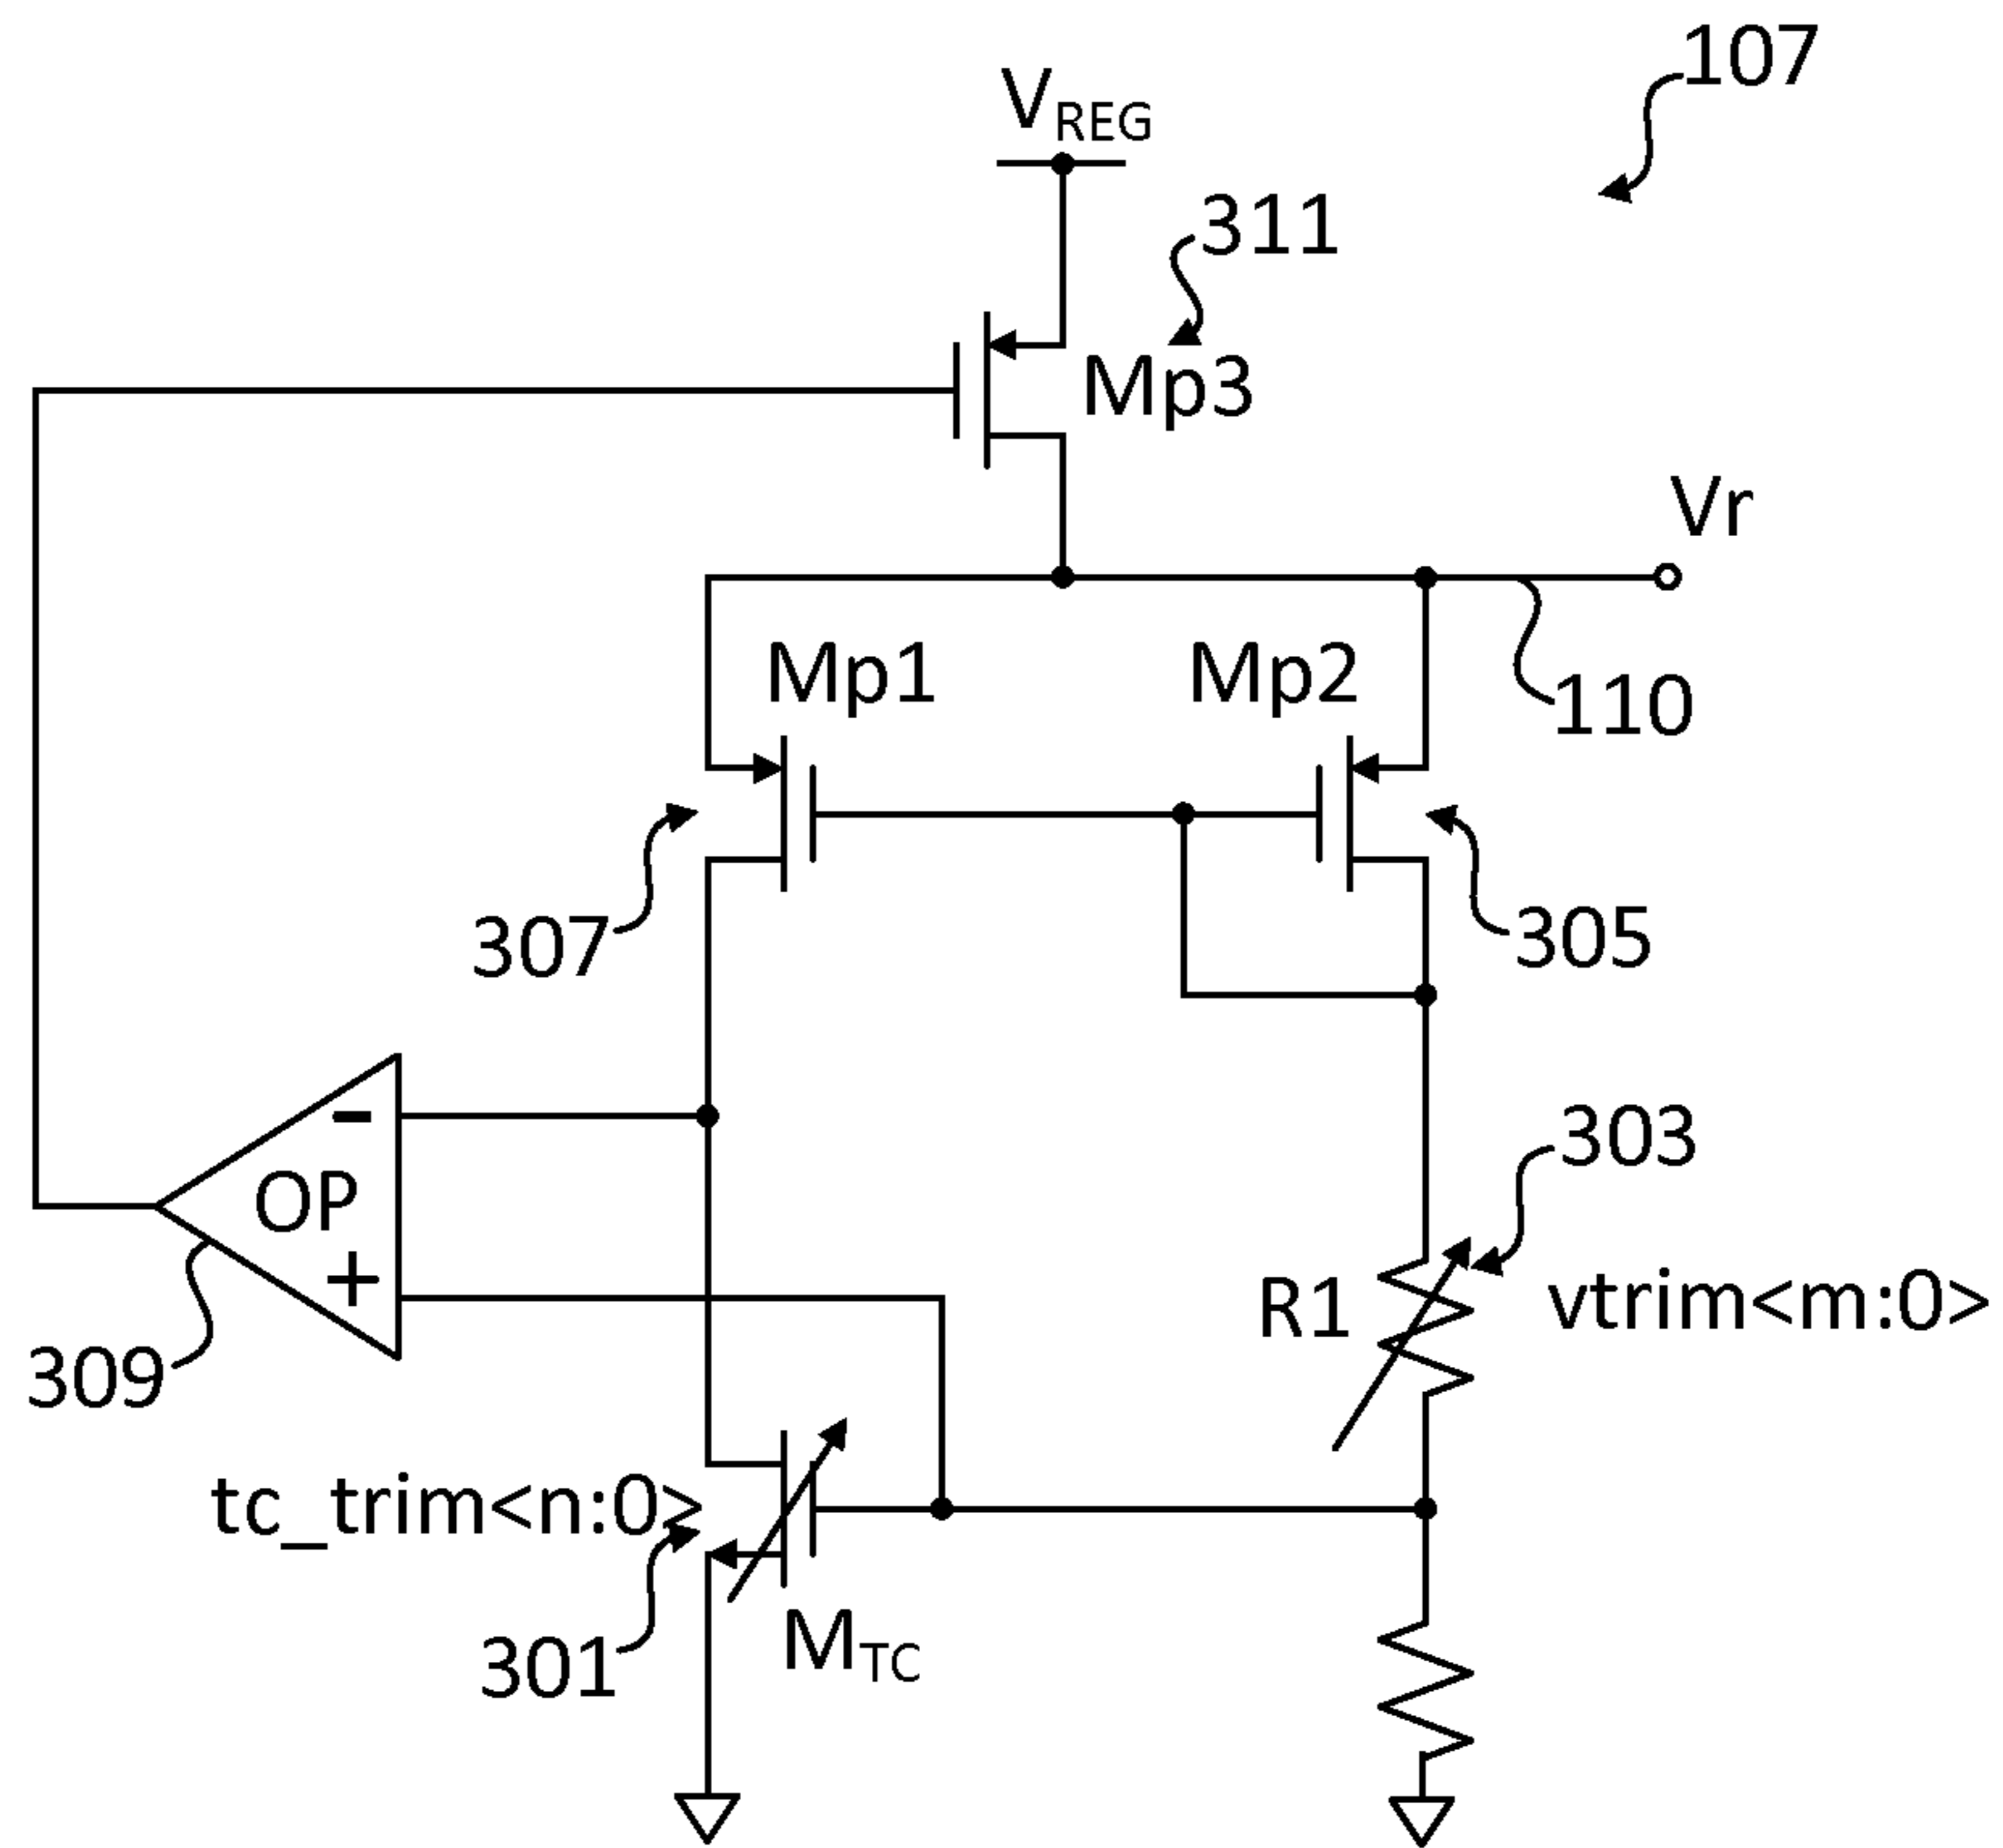 107
VREG
311
Mp3
Vr
Mp1
Mp2
110
307
305
-
OP
+
303
R1
vtrim<m:0>
309
tc_trim<n:0>
301
MTC